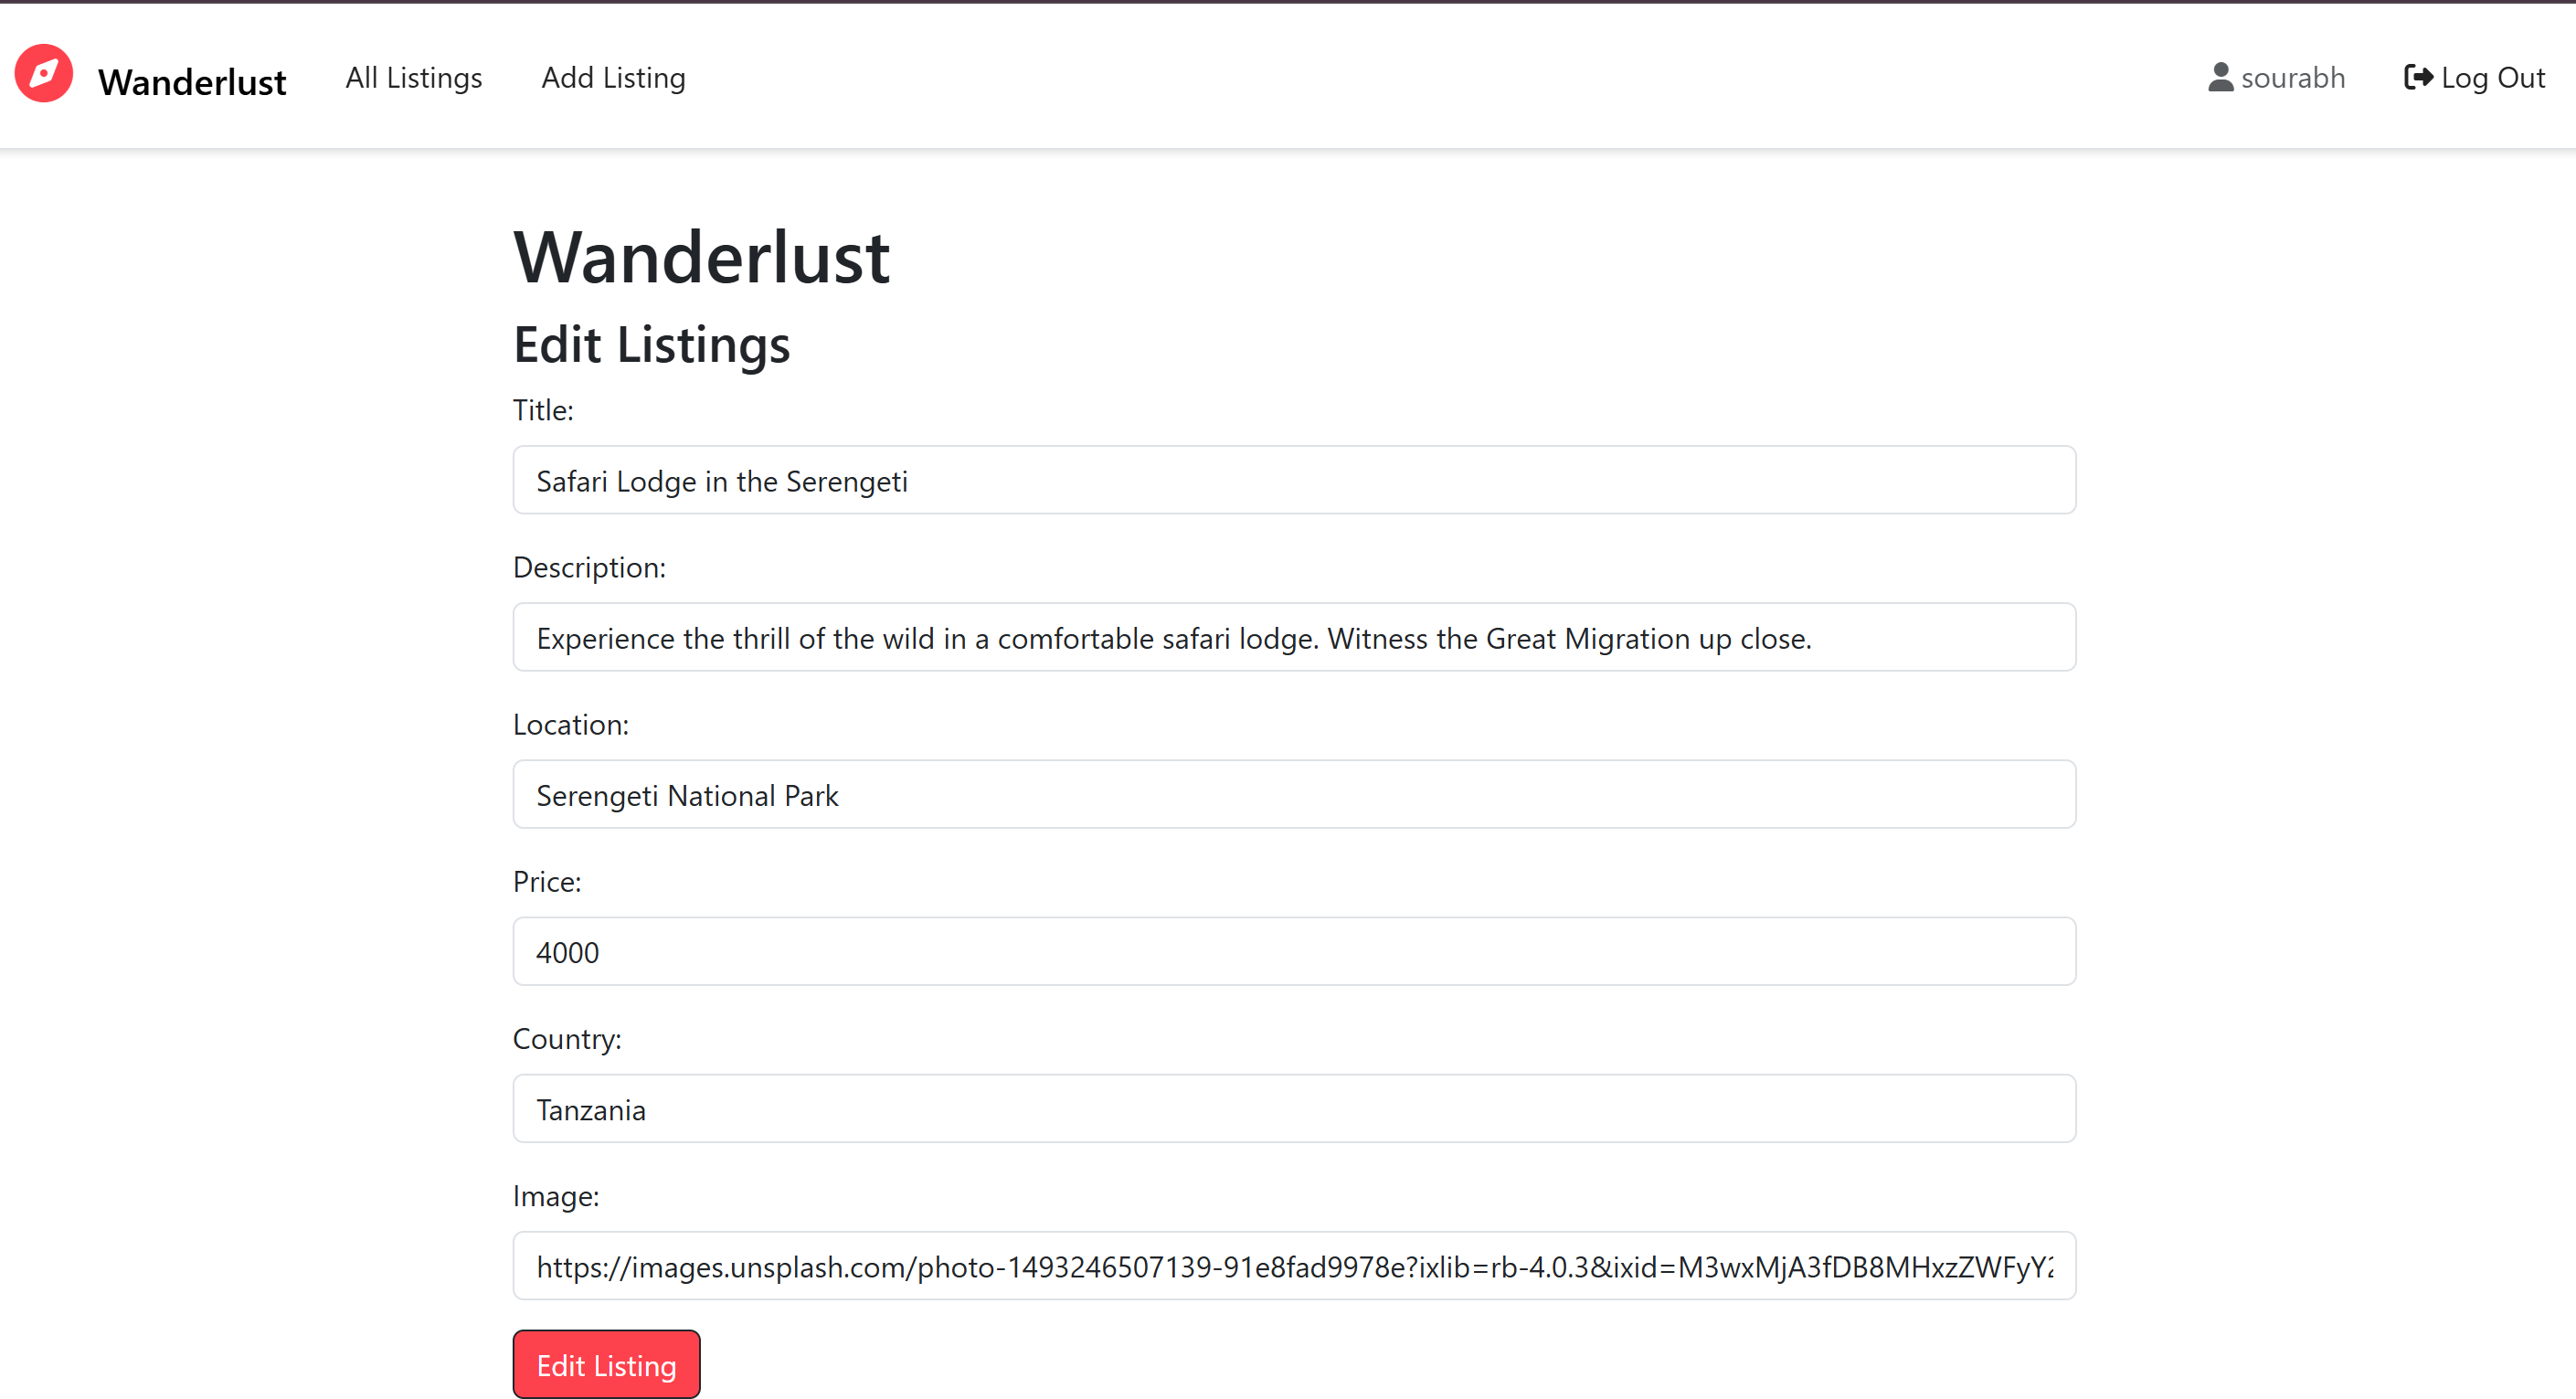 Wanderlust All Listings Add Listing sourabh Log Out
Wanderlust
Edit Listings
Title:
Safari Lodge in the Serengeti
Description:
Experience the thrill of the wild in a comfortable safari lodge. Witness the Great Migration up close.
Location:
Serengeti National Park
Price:
4000
Country:
Tanzania
Image:
https://images.unsplash.com/photo-1493246507139-91e8fad9978e?ixlib=rb-4.0.3&ixid=M3wxMjA3fDB8MHxzZWFyY2
Edit Listing